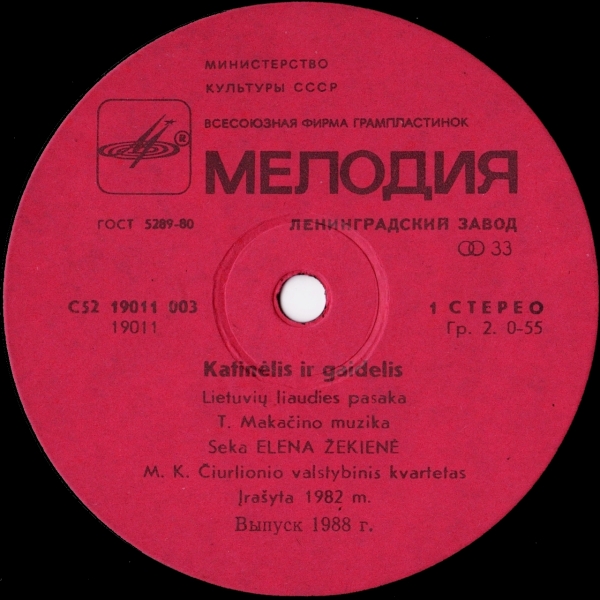 МИНИСТЕРСТВО
КУЛЬТУРЫ СССР
ВСЕСОЮЗНАЯ ФИРМА ГРАМПЛАСТИНОК
®
МЕЛОДИЯ
ГОСТ 5289-80
ЛЕНИНГРАДСКИЙ ЗАВОД
33
С52 19011 003
19011
1 СТЕРЕО
Гр. 2. 0-55
Katinėlis ir gaidelis
Lietuvių liaudies pasaka
T. Makačino muzika
Seka ELENA ŽEKIENĖ
M. K. Čiurlionio valstybinis kvartetas
Įrašyta 1982 m.
Выпуск 1988 г.